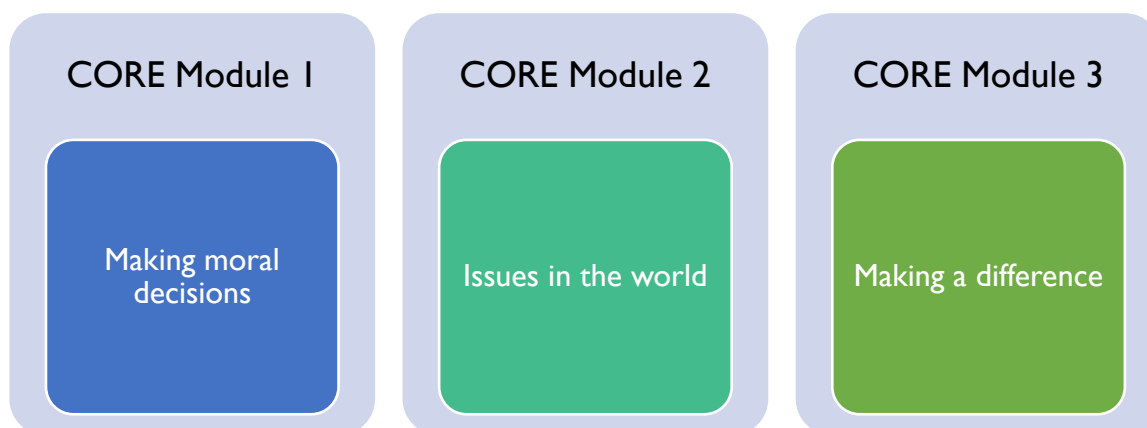 CORE Module 1
CORE Module 2
CORE Module 3
Making moral
decisions
Issues in the world
Making a difference